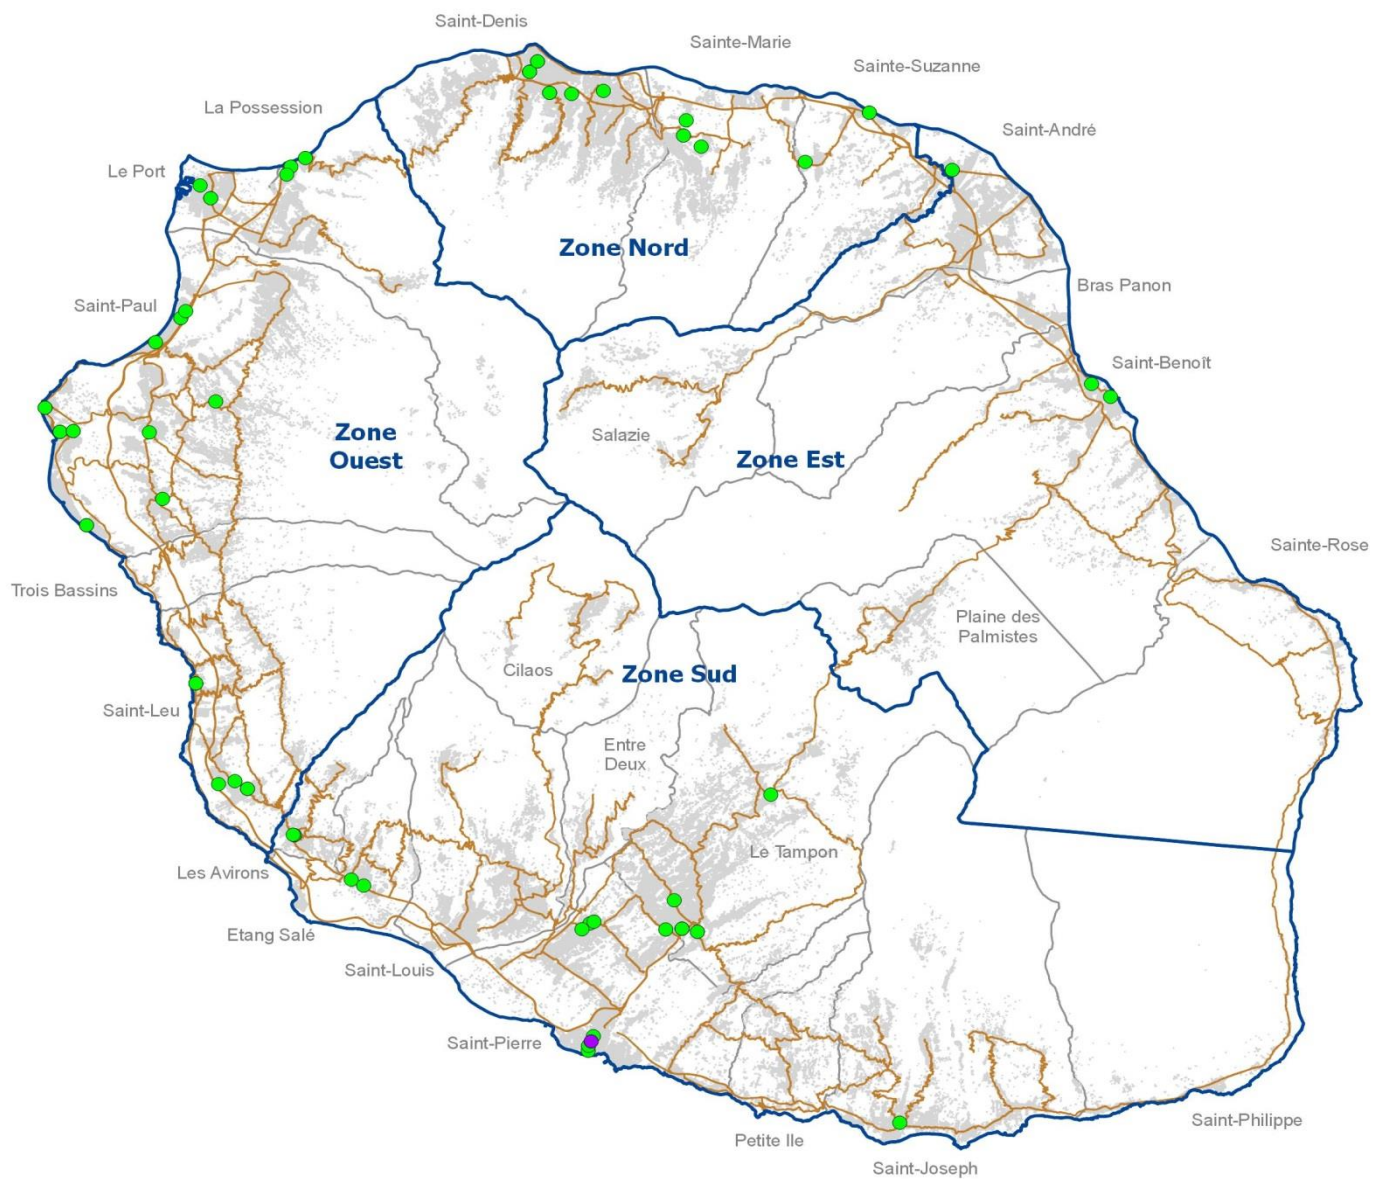 Saint-Denis
Sainte-Marie
Sainte-Suzanne
La Possession
Saint-André
Le Port
Zone Nord
Bras Panon
Saint-Paul
Saint-Benoît
Zone
Ouest
Salazie
Zone Est
Sainte-Rose
Trois Bassins
Plaine des
Palmistes
Cilaos
Zone Sud
Saint-Leu
Entre
Deux
Le Tampon
Les Avirons
Etang Salé
Saint-Louis
Saint-Pierre
Saint-Philippe
Petite Ile
Saint-Joseph